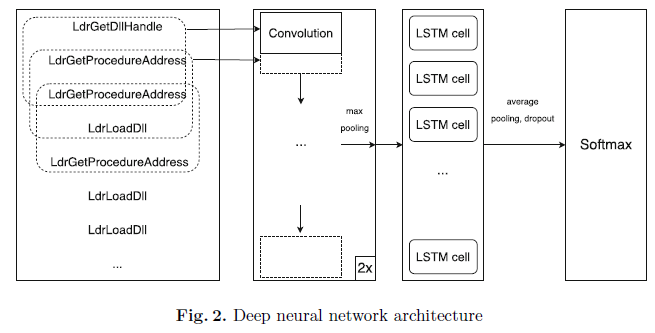 LdrGetDllHandle
LdrGetProcedureAddress
LdrGetProcedureAddress
LdrLoadDll
LdrGetProcedureAddress
LdrLoadDll
LdrLoadDll
...
Convolution
...
2x
max
pooling
LSTM cell
LSTM cell
LSTM cell
...
LSTM cell
average
pooling, dropout
Softmax
Fig. 2. Deep neural network architecture